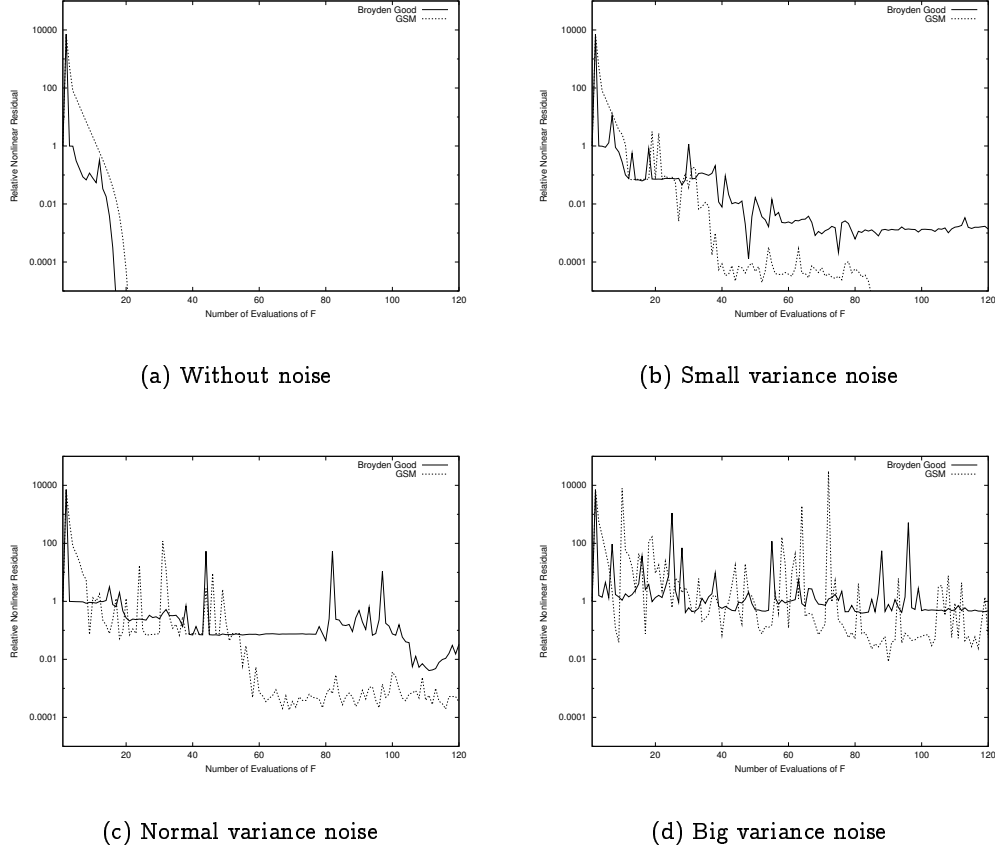 Broyden Good
GSM
10000
100
1
0.01
0.0001
Relative Nonlinear Residual
20 40 60 80 100 120
Number of Evaluations of F
(a) Without noise
Broyden Good
GSM
10000
100
1
0.01
0.0001
Relative Nonlinear Residual
20 40 60 80 100 120
Number of Evaluations of F
(b) Small variance noise
Broyden Good
GSM
10000
100
1
0.01
0.0001
Relative Nonlinear Residual
20 40 60 80 100 120
Number of Evaluations of F
(c) Normal variance noise
Broyden Good
GSM
10000
100
1
0.01
0.0001
Relative Nonlinear Residual
20 40 60 80 100 120
Number of Evaluations of F
(d) Big variance noise